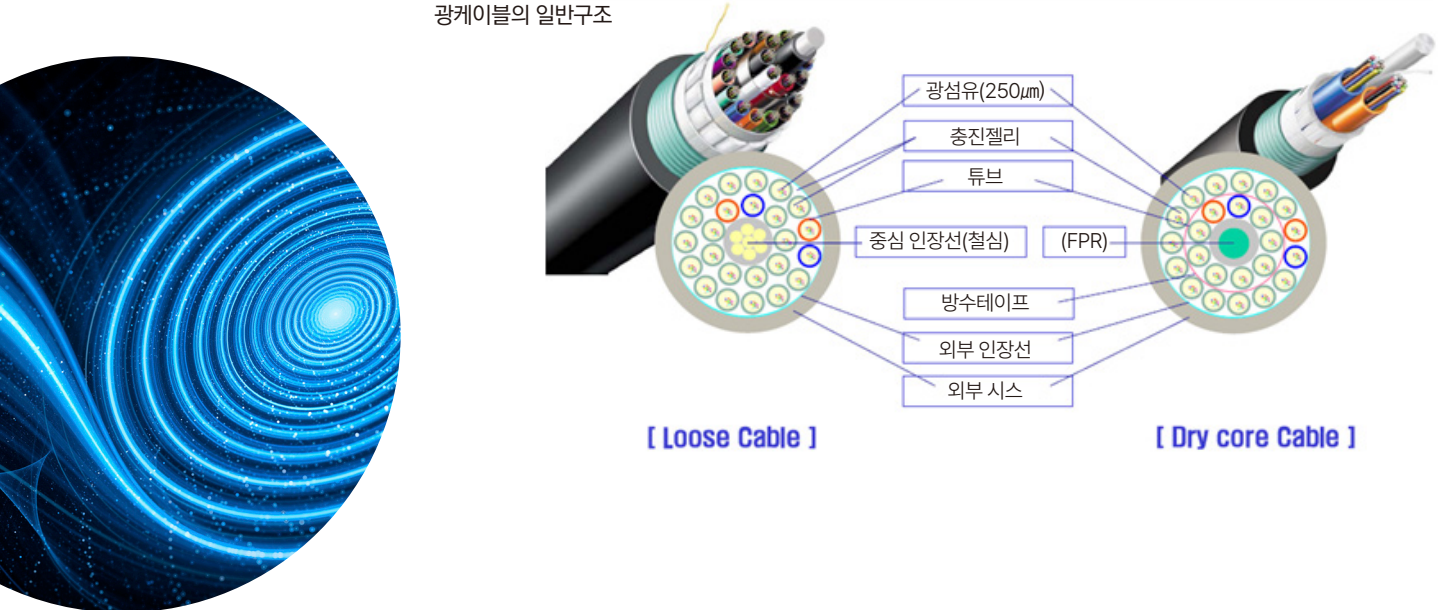 광케이블의 일반구조
광섬유(250㎛)
충진젤리
튜브
중심 인장선(철심)
(FPR)
방수테이프
외부 인장선
외부 시스
[ Loose Cable ]
[ Dry core Cable ]